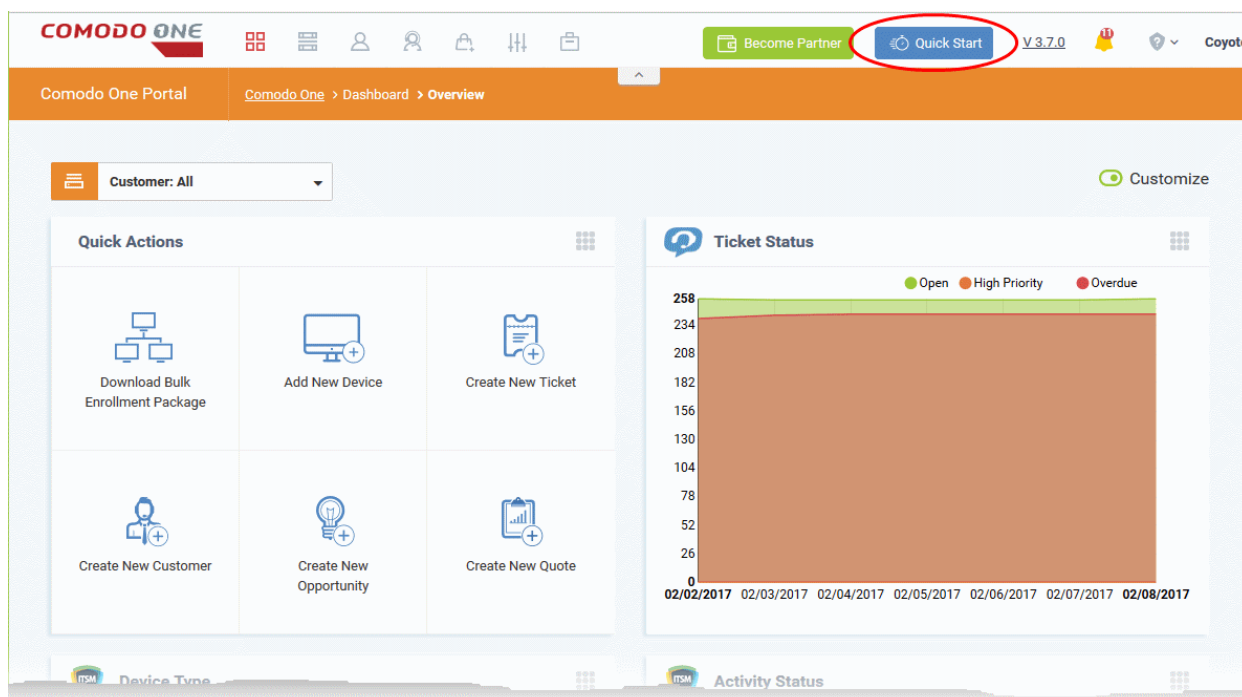 COMODO ONE
Become Partner
Quick Start
V 3.7.0
11
?
Coyote
Comodo One Portal
Comodo One > Dashboard > Overview
Customer: All
Customize
Quick Actions
Download Bulk
Enrollment Package
Add New Device
Create New Ticket
Create New Customer
Create New
Opportunity
Create New Quote
Ticket Status
Open High Priority Overdue
258
234
208
182
156
130
104
78
52
26
0
02/02/2017 02/03/2017 02/04/2017 02/05/2017 02/06/2017 02/07/2017 02/08/2017
ITSM Device Type
ITSM Activity Status